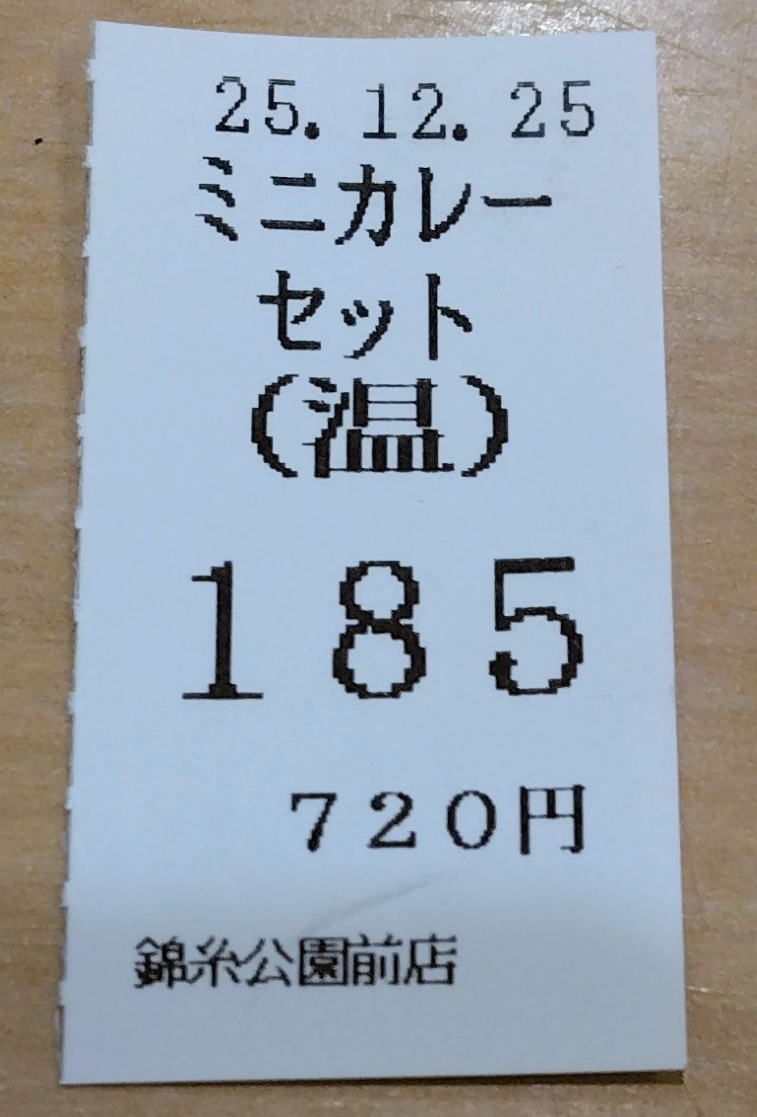 25.12.25
ミニカレー
セット
(温)
185
720円
錦糸公園前店